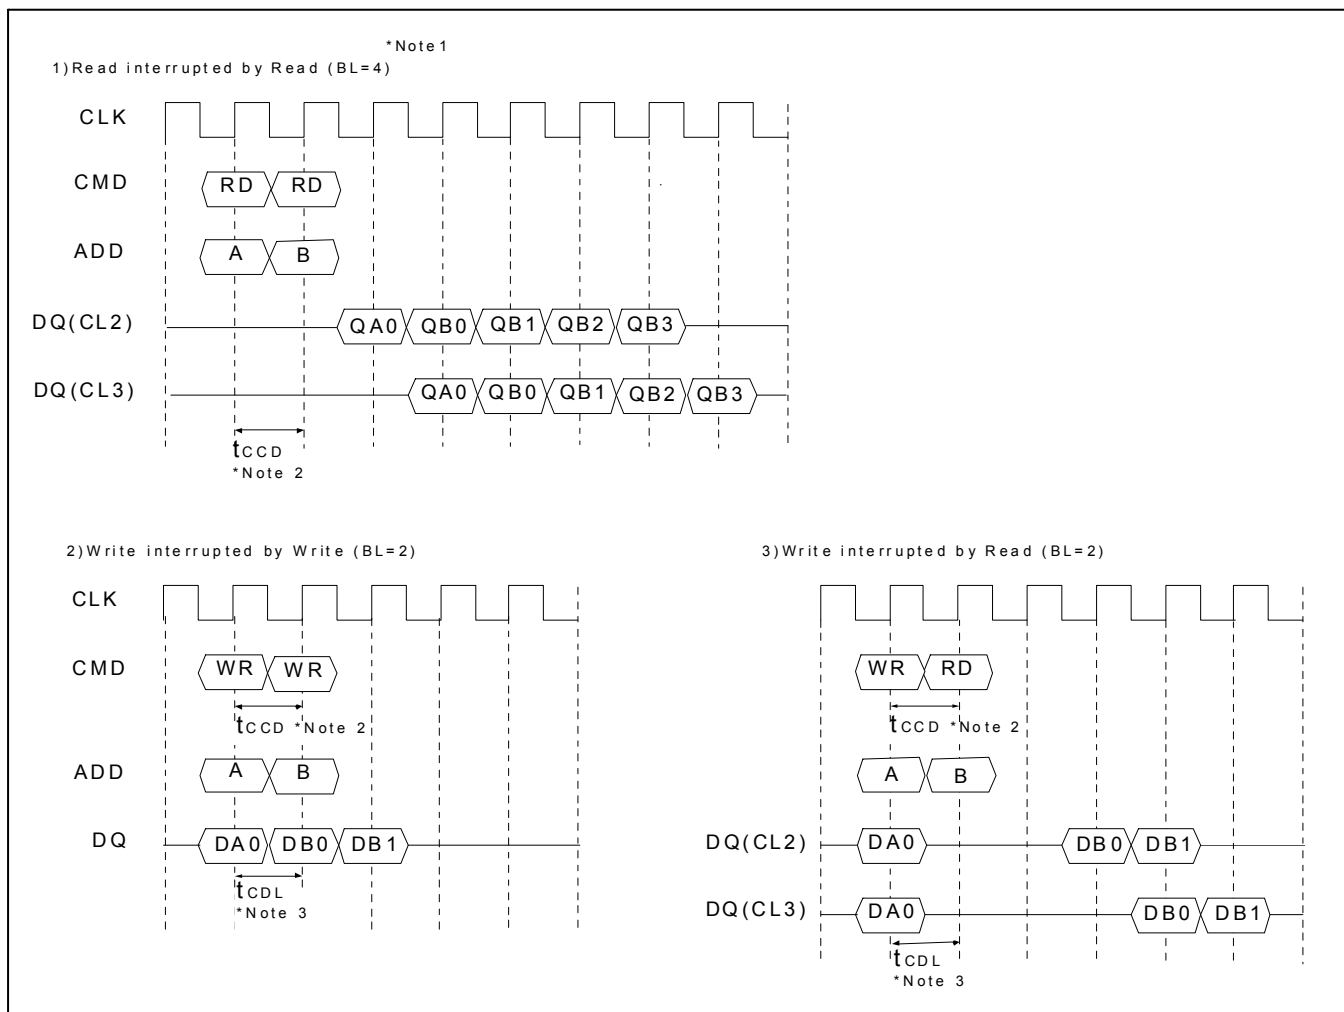 *Note1
1)Read interrupted by Read (BL=4)
CLK
CMD RD RD
ADD A B
DQ(CL2) QA0 QB0 QB1 QB2 QB3
DQ(CL3) QA0 QB0 QB1 QB2 QB3
tCCD
*Note 2
2)Write interrupted by Write (BL=2)
CLK
CMD WR WR
tCCD *Note 2
ADD A B
DQ DA0 DB0 DB1
tCDL
*Note 3
3)Write interrupted by Read (BL=2)
WR RD
tCCD *Note 2
A B
DQ(CL2) DA0 DB0 DB1
DQ(CL3) DA0 DB0 DB1
tCDL
*Note 3